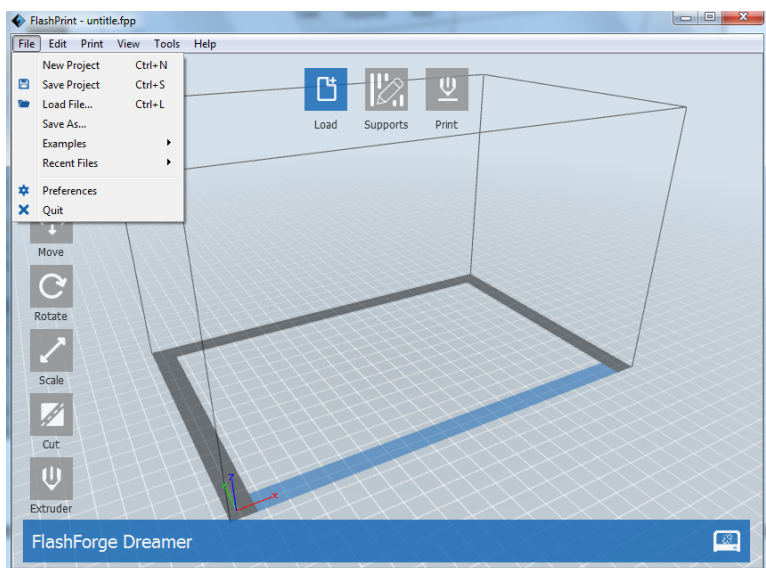 FlashPrint - untitle.fpp
File Edit Print View Tools Help
New Project Ctrl+N
Save Project Ctrl+S
Load File... Ctrl+L
Save As...
Examples
Recent Files
Preferences
Quit
Load Supports Print
Move
Rotate
Scale
Cut
Extruder
z
x
FlashForge Dreamer